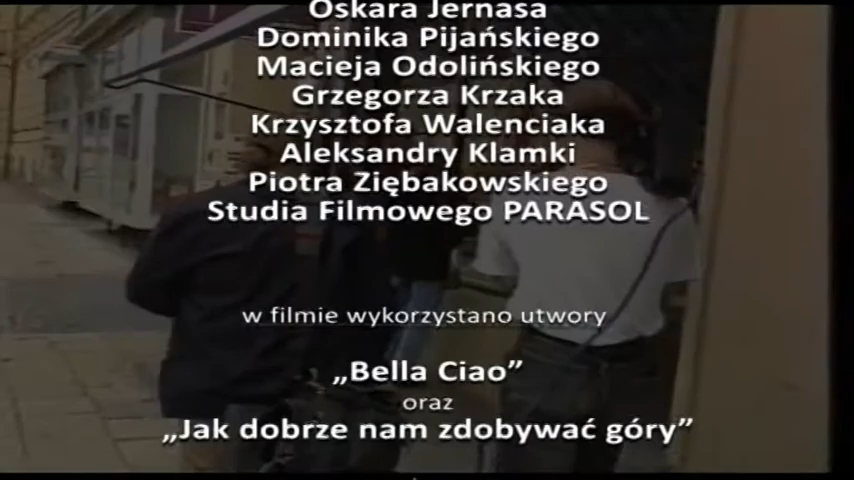 Oskara Jernasa
Dominika Pijańskiego
Macieja Odolińskiego
Grzegorza Krzaka
Krzysztofa Walenciaka
Aleksandry Klamki
Piotra Ziębakowskiego
Studia Filmowego PARASOL
w filmie wykorzystano utwory
„Bella Ciao”
oraz
„Jak dobrze nam zdobywać góry”